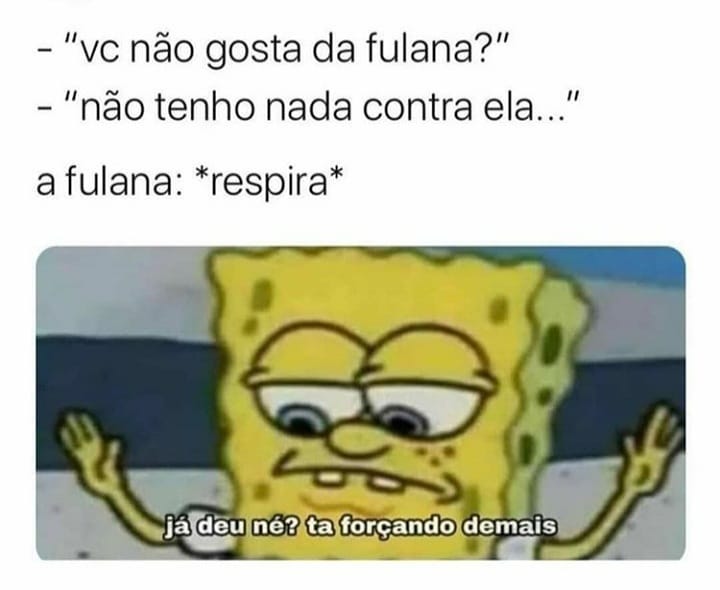 - "vc não gosta da fulana?"
- "não tenho nada contra ela..."
a fulana: *respira*
já deu né? ta forçando demais